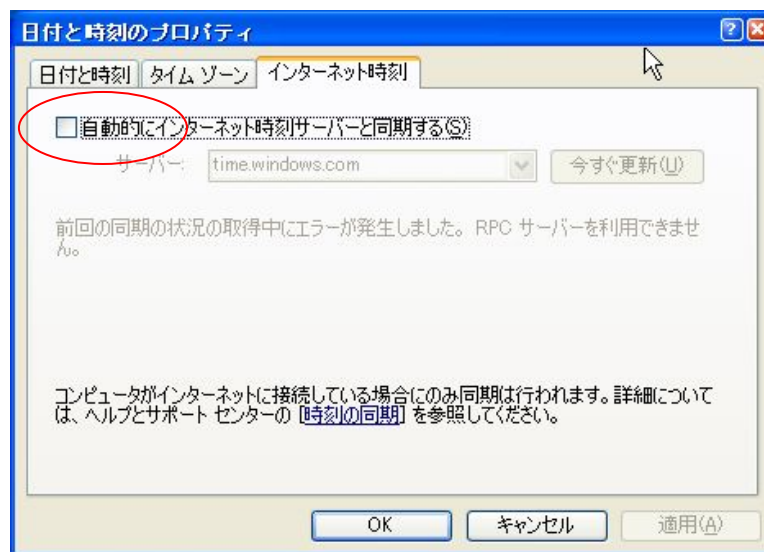 日付と時刻のプロパティ
日付と時刻 タイム ゾーン インターネット時刻
自動的にインターネット時刻サーバーと同期する(S)
サーバー: time.windows.com 今すぐ更新(U)
前回の同期の状況の取得中にエラーが発生しました。RPC サーバーを利用できませ
ん。
コンピュータがインターネットに接続している場合にのみ同期は行われます。詳細について
は、ヘルプとサポート センターの [時刻の同期] を参照してください。
OK キャンセル 適用(A)